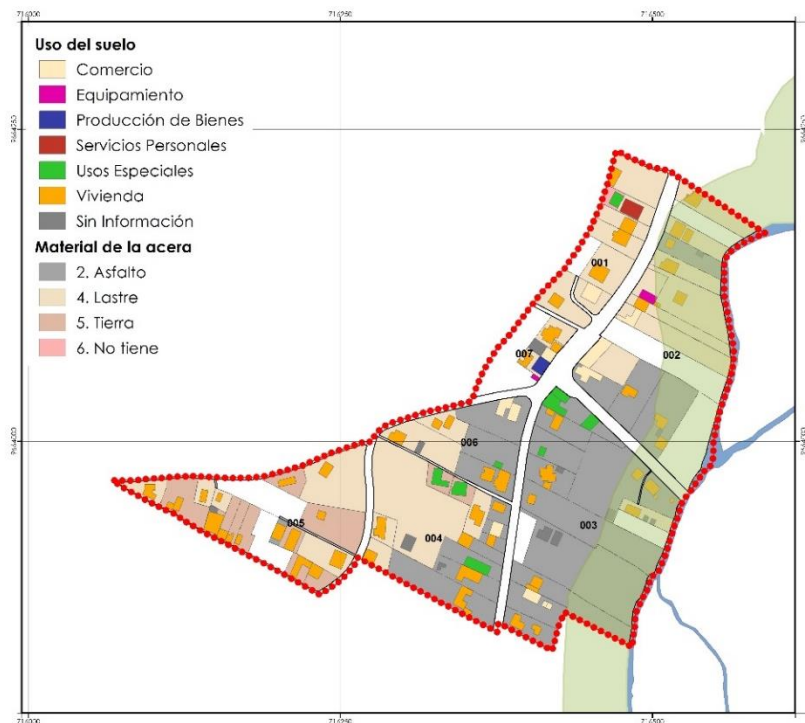 Uso del suelo
Comercio
Equipamiento
Producción de Bienes
Servicios Personales
Usos Especiales
Vivienda
Sin Información
Material de la acera
2. Asfalto
4. Lastre
5. Tierra
6. No tiene
001
007
002
006
005
004
003